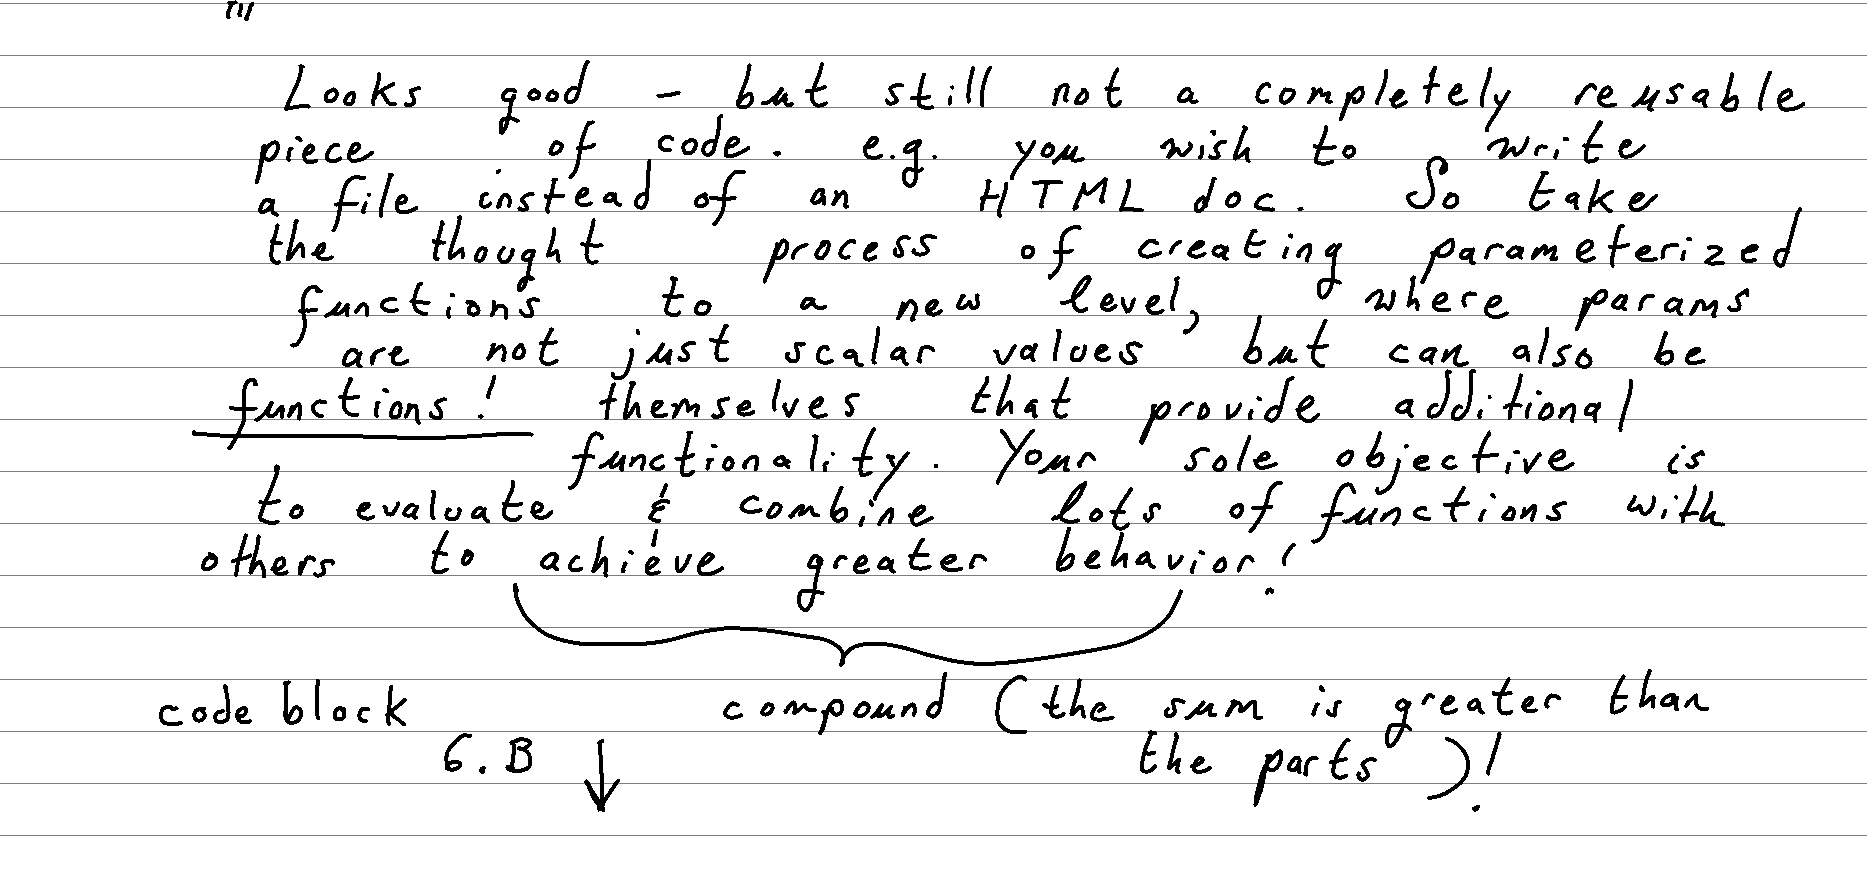 Looks good - but still not a completely reusable
piece of code. e.g. you wish to write
a file instead of an HTML doc. So take
the thought process of creating parameterized
functions to a new level, where params
are not just scalar values but can also be
functions! themselves that provide additional
functionality. Your sole objective is
to evaluate & combine lots of functions with
others to achieve greater behavior!
code block compound (the sum is greater than
6.B ↓ the parts)!